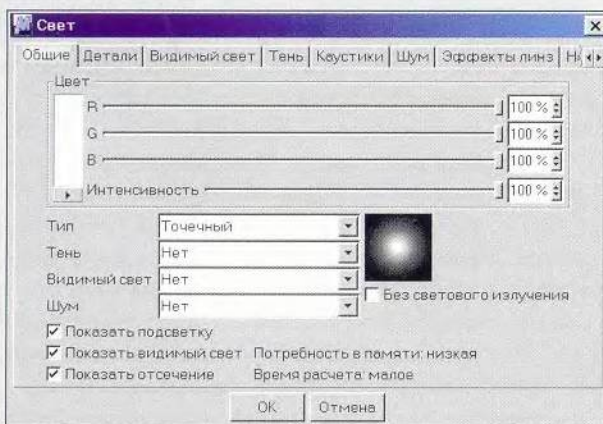 Свет
Общие Детали Видимый свет Тень Каустики Шум Эффекты линз
Цвет
R 100 %
G 100 %
B 100 %
Интенсивность 100 %
Тип Точечный
Тень Нет
Видимый свет Нет
Шум Нет
Без светового излучения
Показать подсветку
Показать видимый свет Потребность в памяти: низкая
Показать отсечение Время расчета: малое
OK Отмена